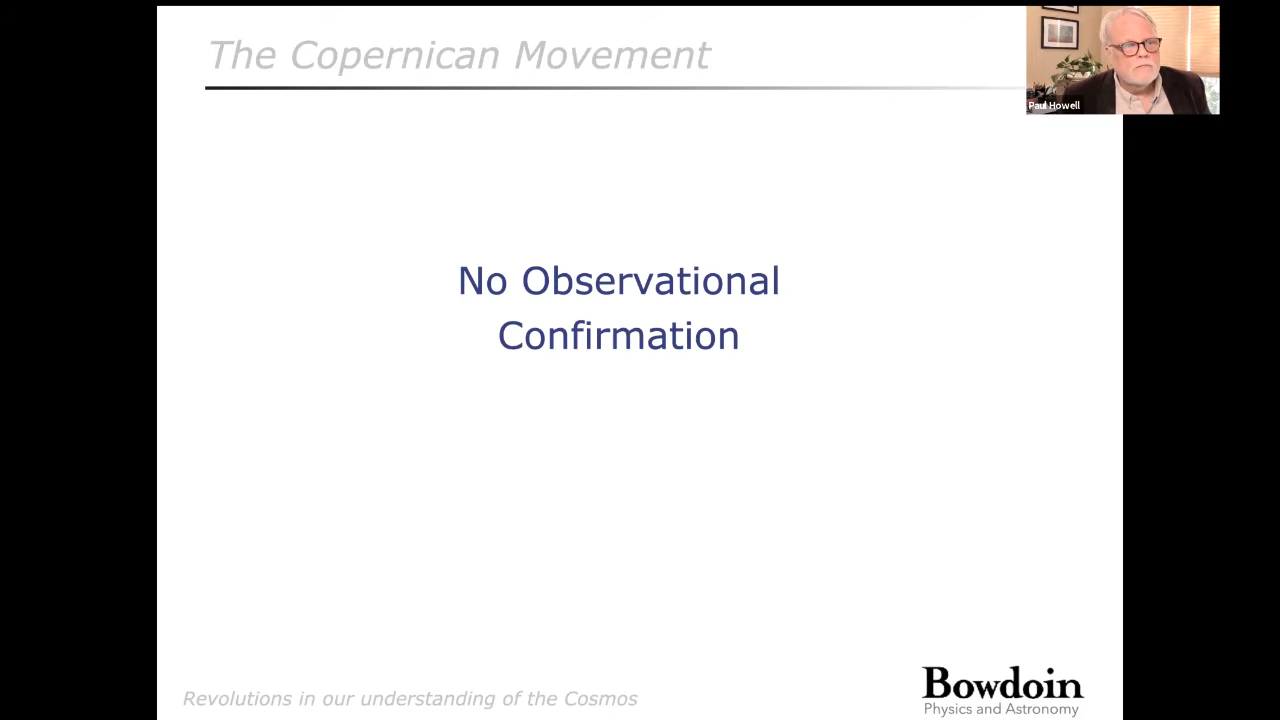 The Copernican Movement
Paul Howell
No Observational
Confirmation
Revolutions in our understanding of the Cosmos
Bowdoin
Physics and Astronomy